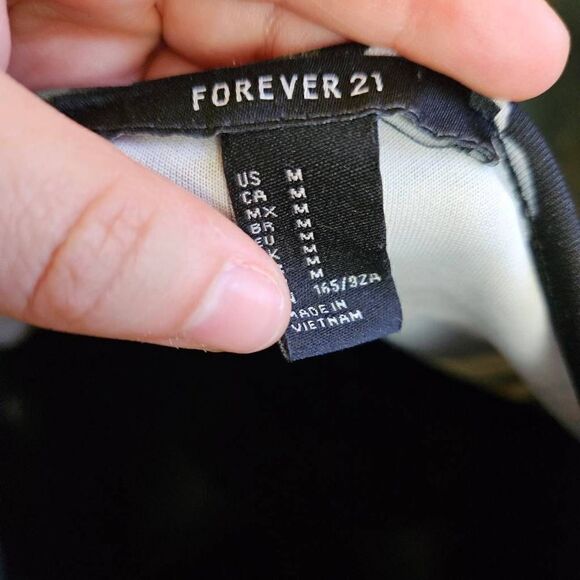 FOREVER 21
US M
CA M
MX M
BR M
EU M
K M
M
N 165/92A
MADE IN
VIETNAM